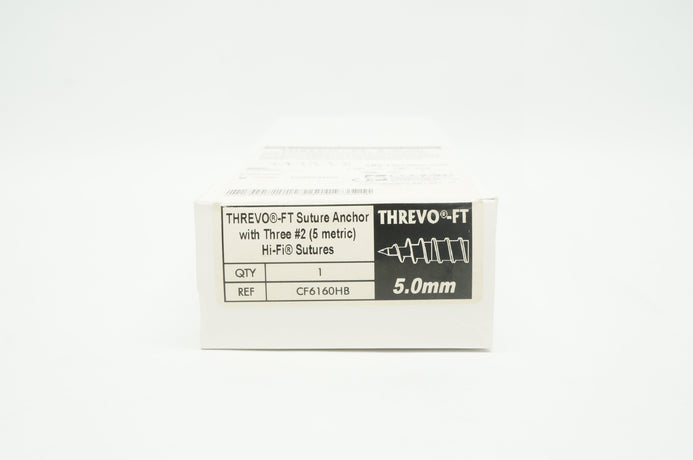 THREVO®-FT Suture Anchor
with Three #2 (5 metric)
Hi-Fi® Sutures
QTY 1
REF CF6160HB
THREVO®-FT
5.0mm